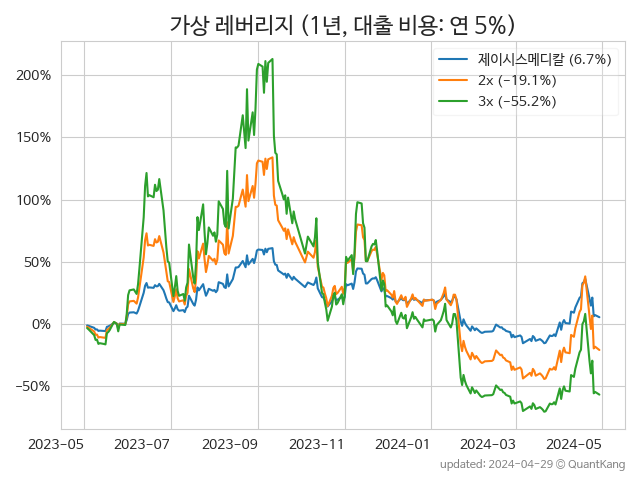 가상 레버리지 (1년, 대출 비용: 연 5%)
제이시스메디칼 (6.7%)
2x (−19.1%)
3x (−55.2%)
200%
150%
100%
50%
0%
−50%
2023-05
2023-07
2023-09
2023-11
2024-01
2024-03
2024-05
updated: 2024-04-29 © QuantKang